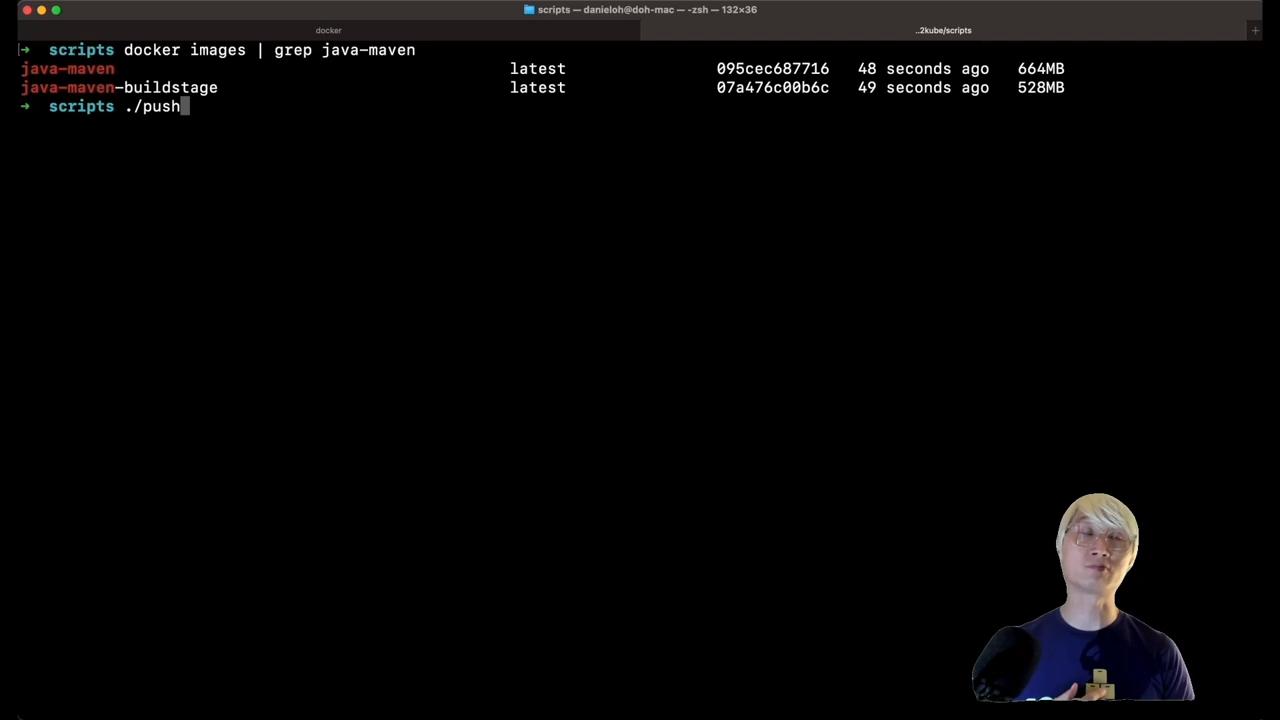 scripts — danieloh@doh-mac — -zsh — 132×36
docker
..2kube/scripts
➜ scripts docker images | grep java-maven
java-maven latest 095cec687716 48 seconds ago 664MB
java-maven-buildstage latest 07a476c00b6c 49 seconds ago 528MB
➜ scripts ./push